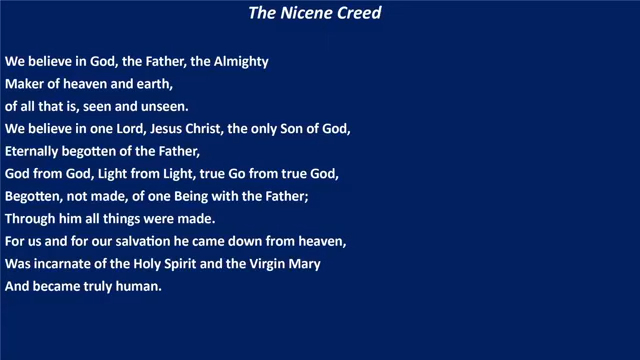 The Nicene Creed
We believe in God, the Father, the Almighty
Maker of heaven and earth,
of all that is, seen and unseen.
We believe in one Lord, Jesus Christ, the only Son of God,
Eternally begotten of the Father,
God from God, Light from Light, true Go from true God,
Begotten, not made, of one Being with the Father;
Through him all things were made.
For us and for our salvation he came down from heaven,
Was incarnate of the Holy Spirit and the Virgin Mary
And became truly human.